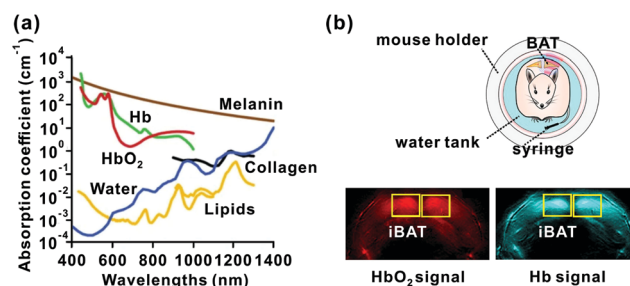 (a)
Absorption coefficient (cm⁻¹)
10⁴
10³
10²
10¹
10⁰
10⁻¹
10⁻²
10⁻³
10⁻⁴
Melanin
Hb
HbO₂
Collagen
Water
Lipids
400 600 800 1000 1200 1400
Wavelengths (nm)
(b)
BAT
mouse holder
water tank
syringe
iBAT
iBAT
HbO₂ signal
Hb signal